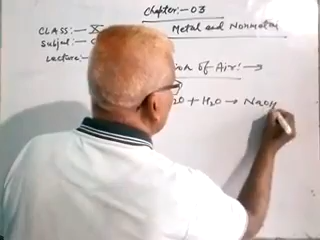 Chapter:- 03
CLASS:- X
Metal and Nonmetal
Subject:-
Lecture:-
of Air:- →
2O + H2O → NaOH